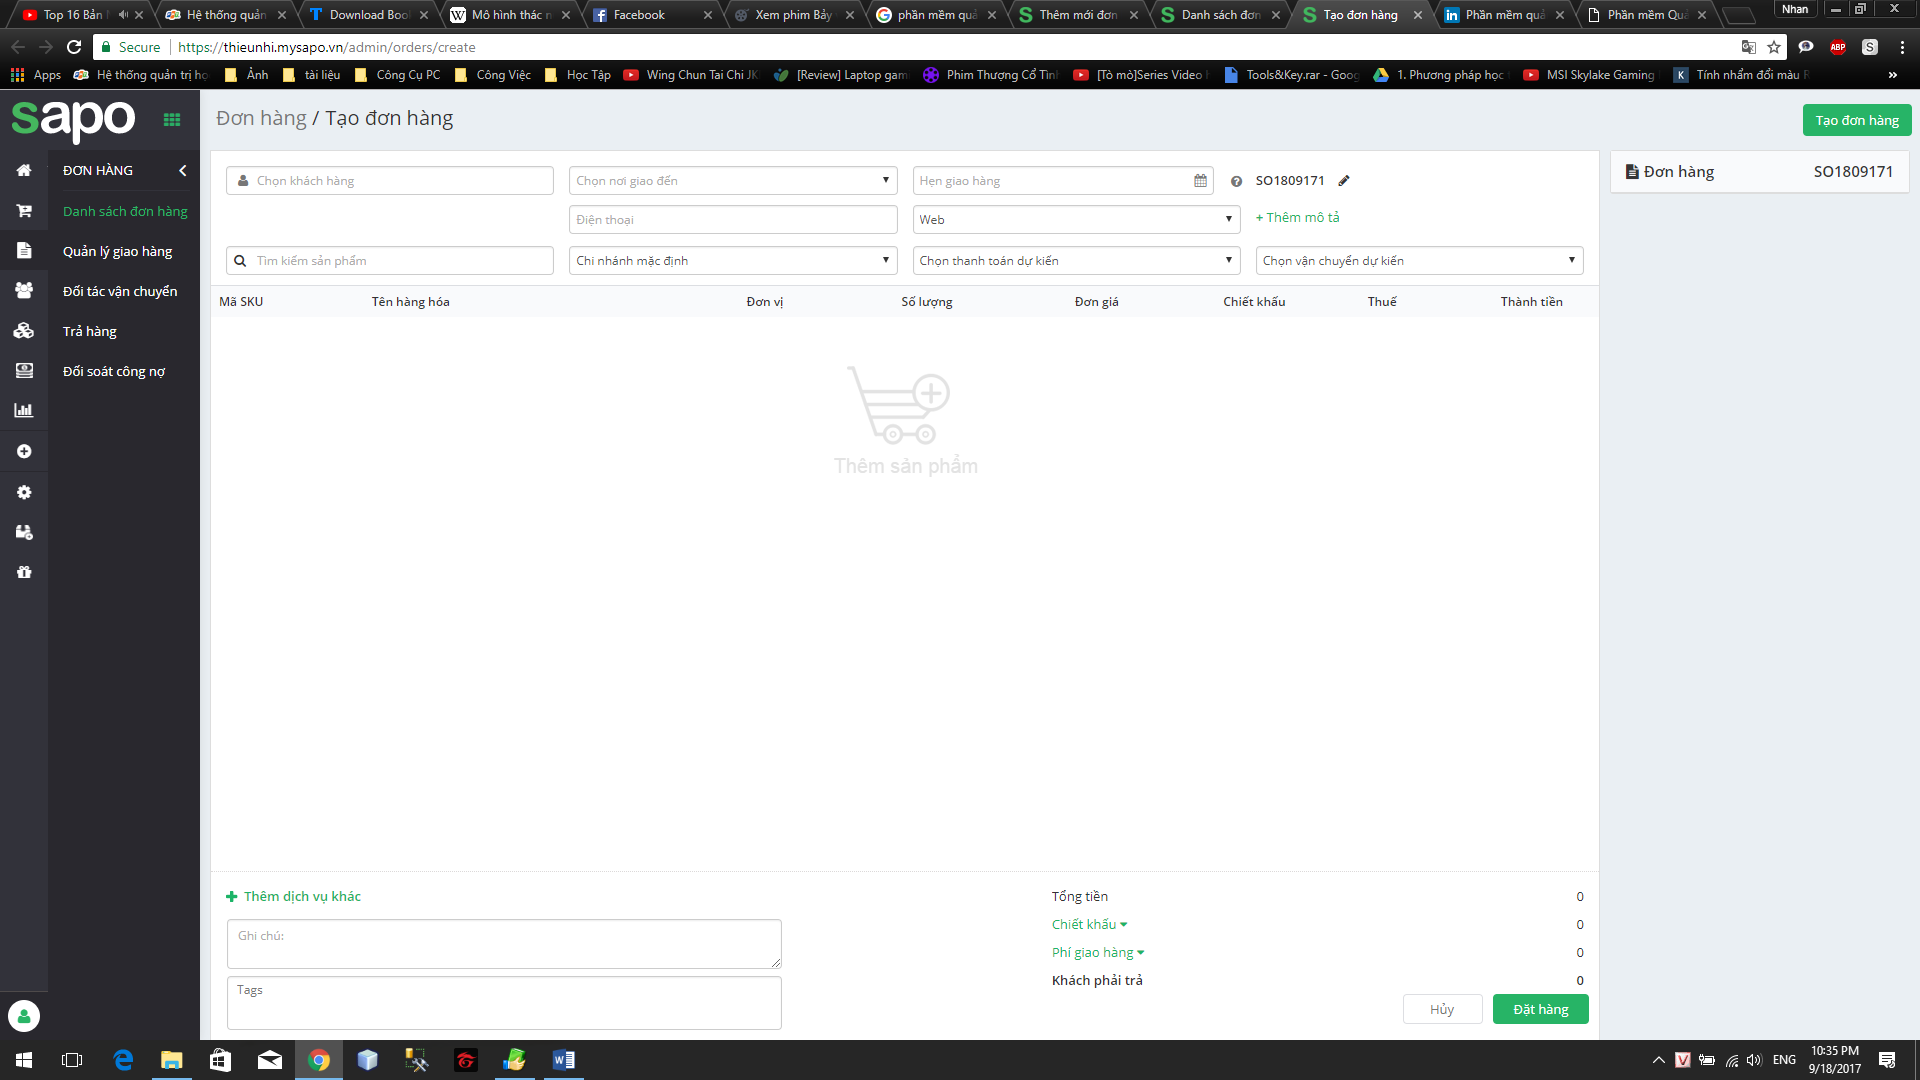 Top 16 Bản
Hệ thống quản
Download Boo
Mô hình thác n
Facebook
Xem phim Bảy
phần mềm quả
Thêm mới đơn
Danh sách đơn
Tạo đơn hàng
Phần mềm quả
Phần mềm Quả
Nhan
Secure
https://thieunhi.mysapo.vn/admin/orders/create
ABP
S
Apps
Hệ thống quản trị họ
Ảnh
tài liệu
Công Cụ PC
Công Việc
Học Tập
Wing Chun Tai Chi JK
[Review] Laptop gam
Phim Thượng Cổ Tìn
[Tò mò]Series Video
Tools&Key.rar - Goog
1. Phương pháp học
MSI Skylake Gaming
Tính nhẩm đổi màu
»
sapo
Đơn hàng / Tạo đơn hàng
Tạo đơn hàng
ĐƠN HÀNG
Danh sách đơn hàng
Quản lý giao hàng
Đối tác vận chuyển
Trả hàng
Đối soát công nợ
Chọn khách hàng
Chọn nơi giao đến
Hẹn giao hàng
SO1809171
Đơn hàng
SO1809171
Điện thoại
Web
+ Thêm mô tả
Tìm kiếm sản phẩm
Chi nhánh mặc định
Chọn thanh toán dự kiến
Chọn vận chuyển dự kiến
Mã SKU
Tên hàng hóa
Đơn vị
Số lượng
Đơn giá
Chiết khấu
Thuế
Thành tiền
Thêm sản phẩm
Thêm dịch vụ khác
Ghi chú:
Tags
Tổng tiền
0
Chiết khấu
0
Phí giao hàng
0
Khách phải trả
0
Hủy
Đặt hàng
ENG
10:35 PM
9/18/2017